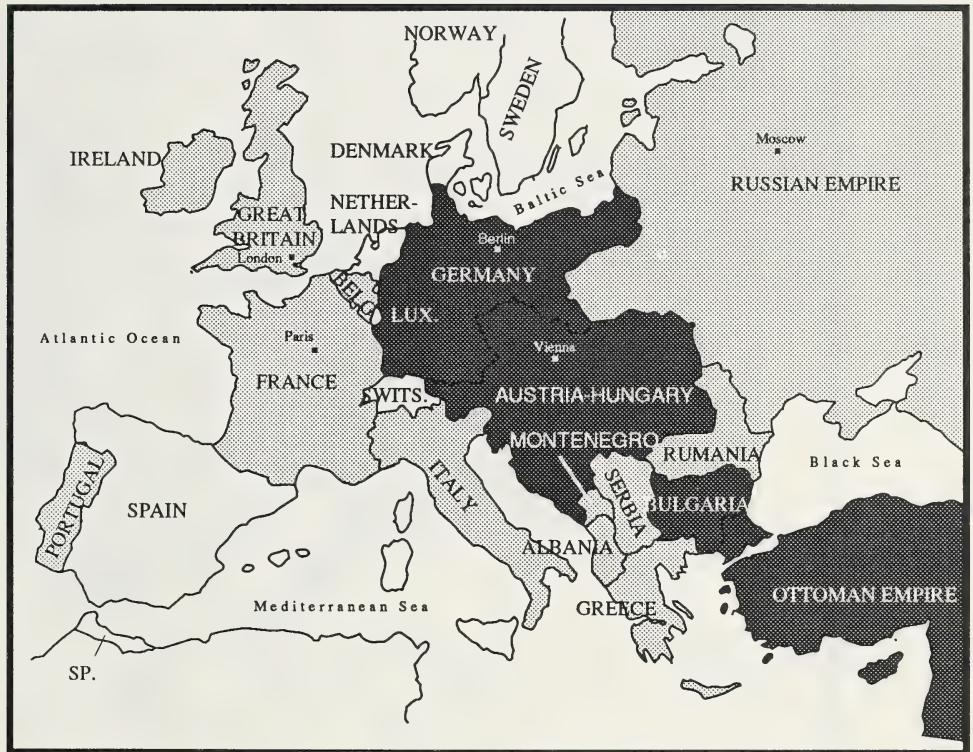 NORWAY
SWEDEN
Moscow
IRELAND
DENMARK
RUSSIAN EMPIRE
Baltic Sea
NETHER-
LANDS
GREAT
BRITAIN
London
Berlin
GERMANY
BELG.
LUX.
Atlantic Ocean
Paris
Vienna
FRANCE
SWITS.
AUSTRIA-HUNGARY
MONTENEGRO
RUMANIA
Black Sea
ITALY
SERBIA
BULGARIA
PORTUGAL
SPAIN
ALBANIA
OTTOMAN EMPIRE
Mediterranean Sea
GREECE
SP.